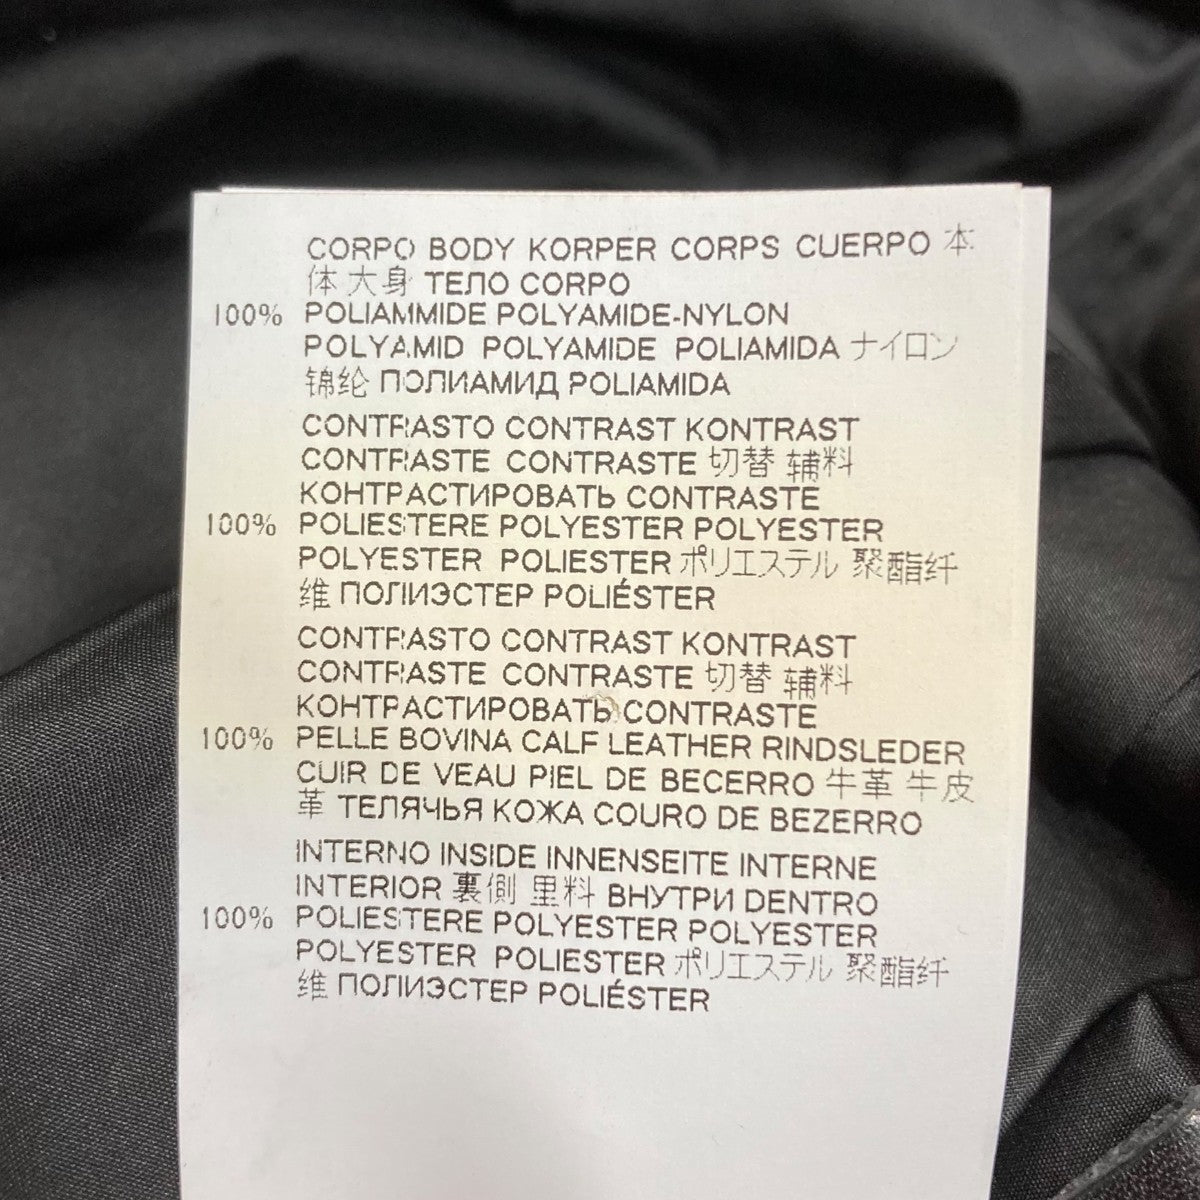 CORPO BODY KORPER CORPS CUERPO 本
体 大身 ТЕЛО CORPO
100% POLIAMMIDE POLYAMIDE-NYLON
POLYAMID POLYAMIDE POLIAMIDA ナイロン
锦纶 ПОЛИАМИД POLIAMIDA
CONTRASTO CONTRAST KONTRAST
CONTRASTE CONTRASTE 切替 辅料
КОНТРАСТИРОВАТЬ CONTRASTE
100% POLIESTERE POLYESTER POLYESTER
POLYESTER POLIESTER ポリエステル 聚酯纤
维 ПОЛИЭСТЕР POLIÉSTER
CONTRASTO CONTRAST KONTRAST
CONTRASTE CONTRASTE 切替 辅料
КОНТРАСТИРОВАТЬ CONTRASTE
100% PELLE BOVINA CALF LEATHER RINDSLEDER
CUIR DE VEAU PIEL DE BECERRO 牛革 牛皮
革 ТЕЛЯЧЬЯ КОЖА COURO DE BEZERRO
INTERNO INSIDE INNENSEITE INTERNE
INTERIOR 裏側 里料 ВНУТРИ DENTRO
100% POLIESTERE POLYESTER POLYESTER
POLYESTER POLIESTER ポリエステル 聚酯纤
维 ПОЛИЭСТЕР POLIÉSTER